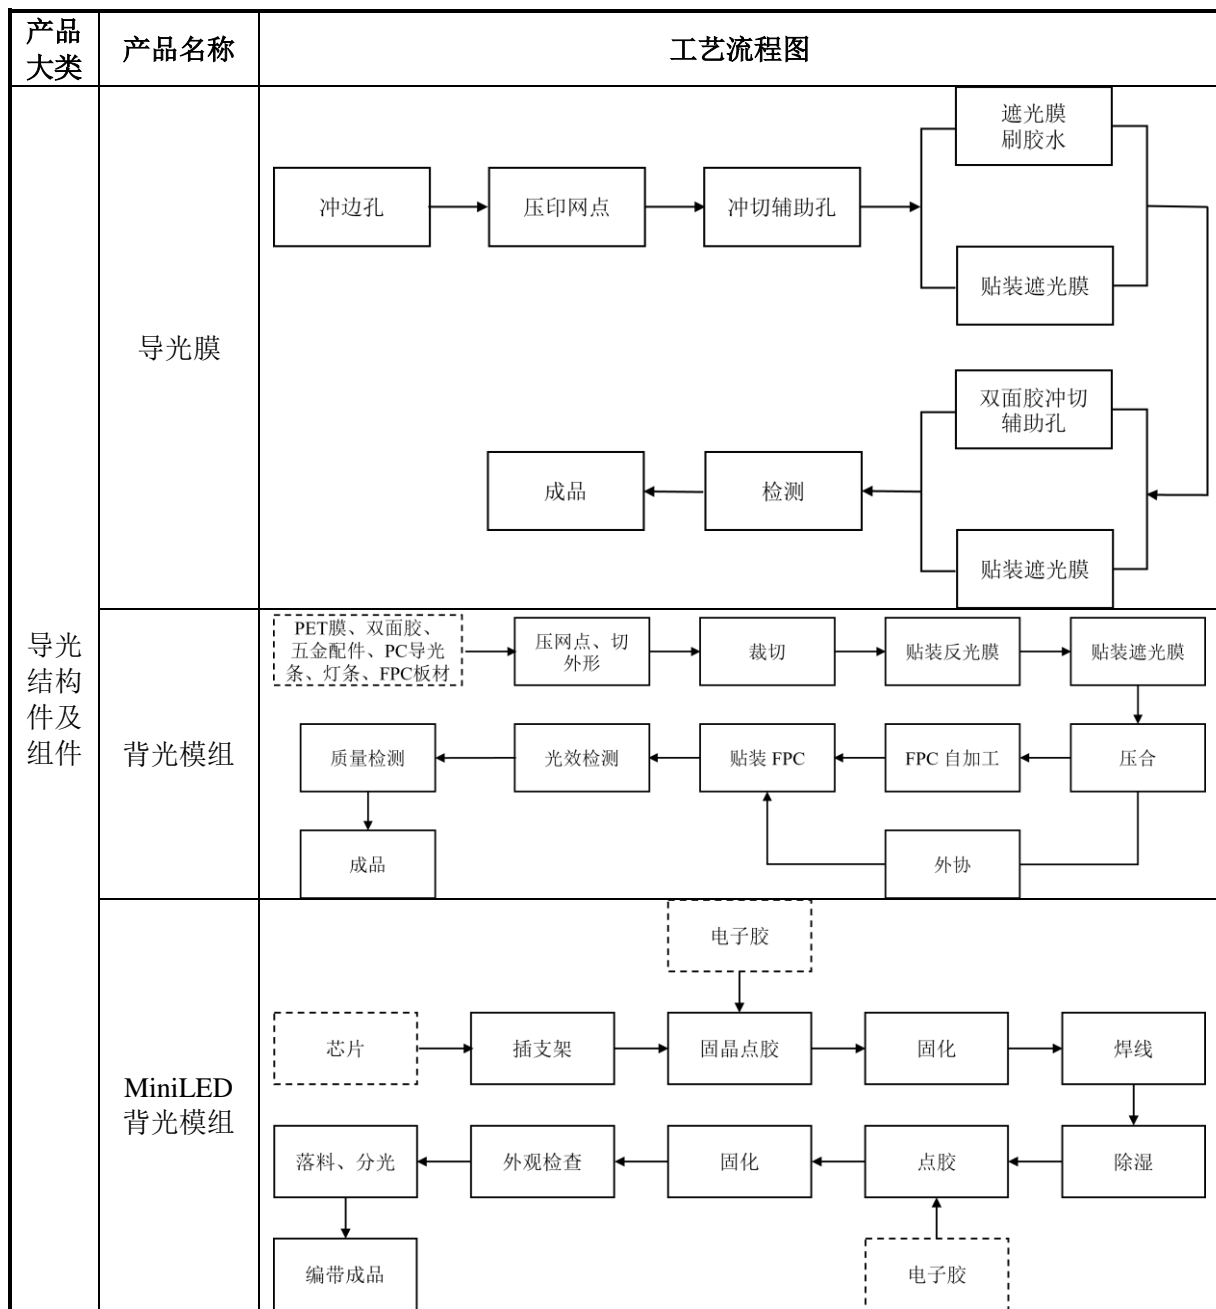 产品
大类
产品名称
工艺流程图
导光
结构
件及
组件
导光膜
冲边孔
压印网点
冲切辅助孔
遮光膜
刷胶水
贴装遮光膜
双面胶冲切
辅助孔
贴装遮光膜
检测
成品
背光模组
PET膜、双面胶、
五金配件、PC导光
条、灯条、FPC板材
压网点、切
外形
裁切
贴装反光膜
贴装遮光膜
压合
FPC 自加工
贴装 FPC
光效检测
质量检测
外协
成品
MiniLED
背光模组
电子胶
芯片
插支架
固晶点胶
固化
焊线
除湿
点胶
固化
外观检查
落料、分光
编带成品
电子胶